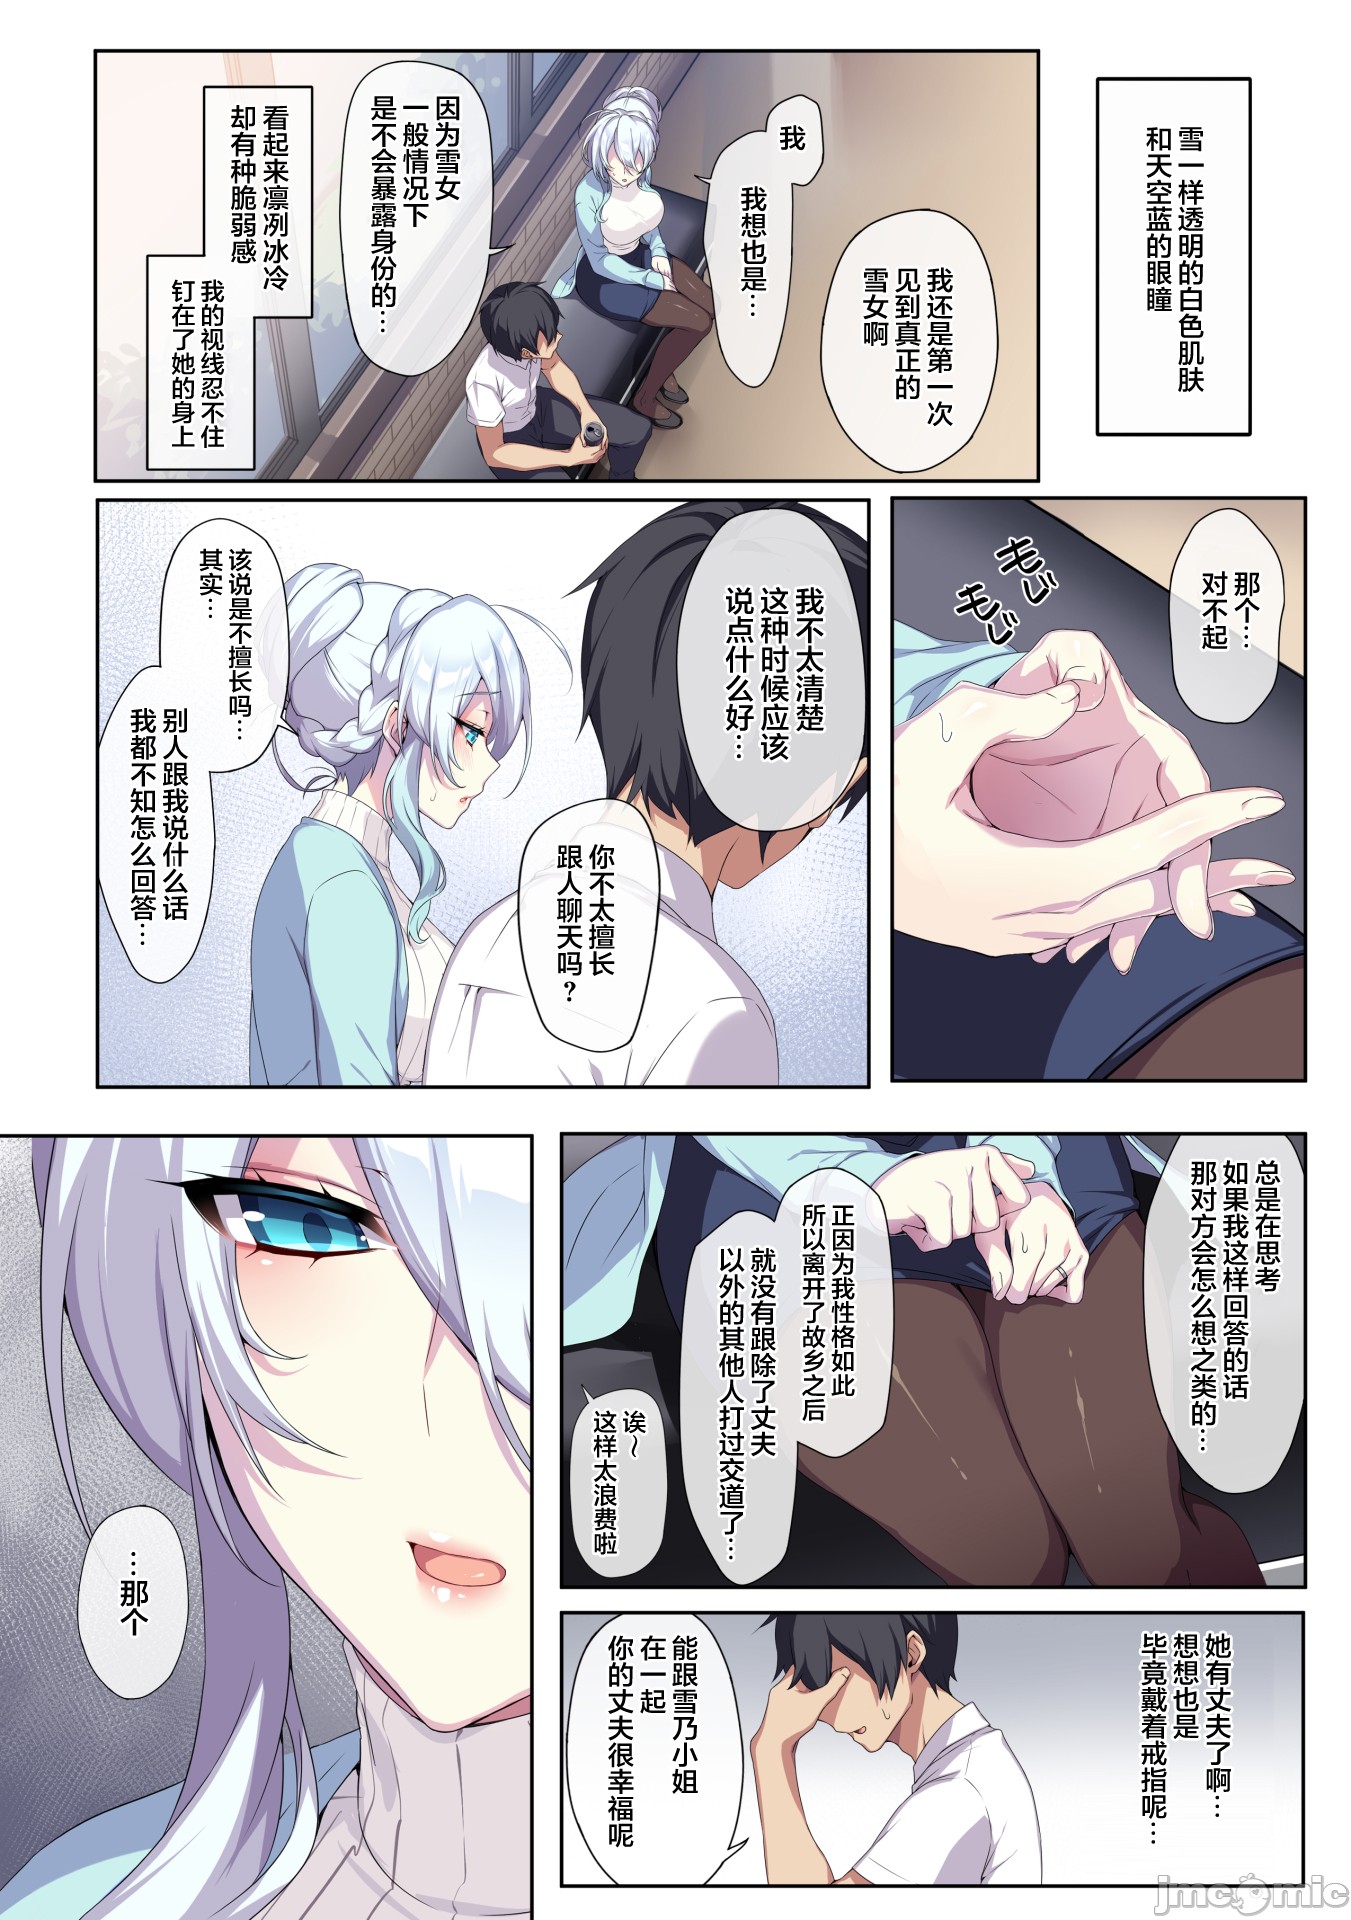 雪一样透明的白色肌肤
和天空蓝的眼瞳
我还是第一次
见到真正的
雪女啊
我
我想也是…
因为雪女
一般情况下
是不会暴露身份的…
看起来凛冽冰冷
却有种脆弱感
我的视线忍不住
钉在了她的身上
那个…
对不起
モジ
モジ
我不太清楚
这种时候应该
说点什么好…
你不太擅长
跟人聊天吗?
该说是不擅长吗…
其实…
别人跟我说什么话
我都不知怎么回答…
总是在思考
如果我这样回答的话
那对方会怎么想之类的…
正因为我性格如此
所以离开了故乡之后
就没有跟除了丈夫
以外的其他人打过交道了…
诶~
这样太浪费啦
她有丈夫了啊…
想想也是
毕竟戴着戒指呢…
能跟雪乃小姐
在一起
你的丈夫很幸福呢
…那个
jmcomic